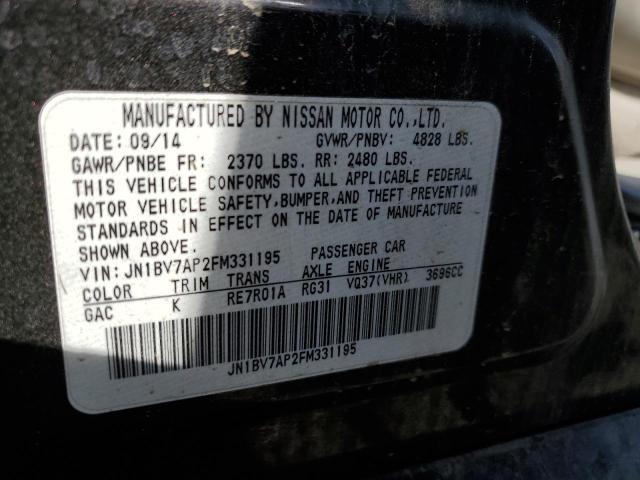 MANUFACTURED BY NISSAN MOTOR CO.,LTD.
DATE: 09/14 GVWR/PNBV: 4828 LBS.
GAWR/PNBE FR: 2370 LBS. RR: 2480 LBS.
THIS VEHICLE CONFORMS TO ALL APPLICABLE FEDERAL
MOTOR VEHICLE SAFETY,BUMPER,AND THEFT PREVENTION
STANDARDS IN EFFECT ON THE DATE OF MANUFACTURE
SHOWN ABOVE.
VIN: JN1BV7AP2FM331195 PASSENGER CAR
COLOR TRIM TRANS AXLE ENGINE
GAC K RE7R01A RG31 VQ37(VHR) 3696CC
JN1BV7AP2FM331195